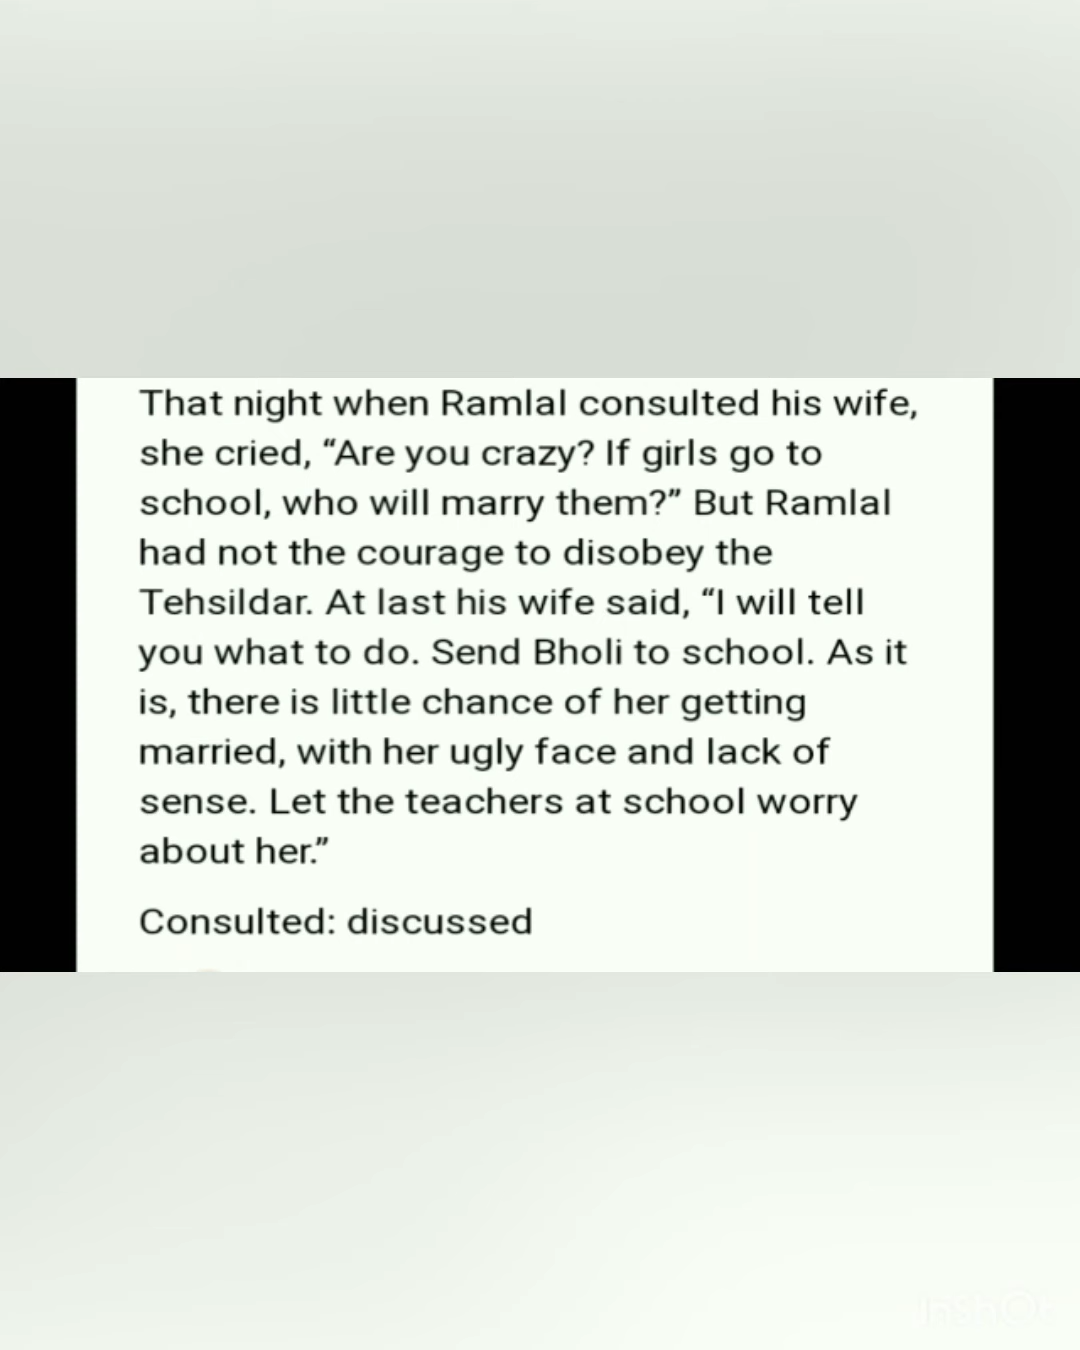 That night when Ramlal consulted his wife,
she cried, “Are you crazy? If girls go to
school, who will marry them?” But Ramlal
had not the courage to disobey the
Tehsildar. At last his wife said, “I will tell
you what to do. Send Bholi to school. As it
is, there is little chance of her getting
married, with her ugly face and lack of
sense. Let the teachers at school worry
about her.”
Consulted: discussed
InShOt